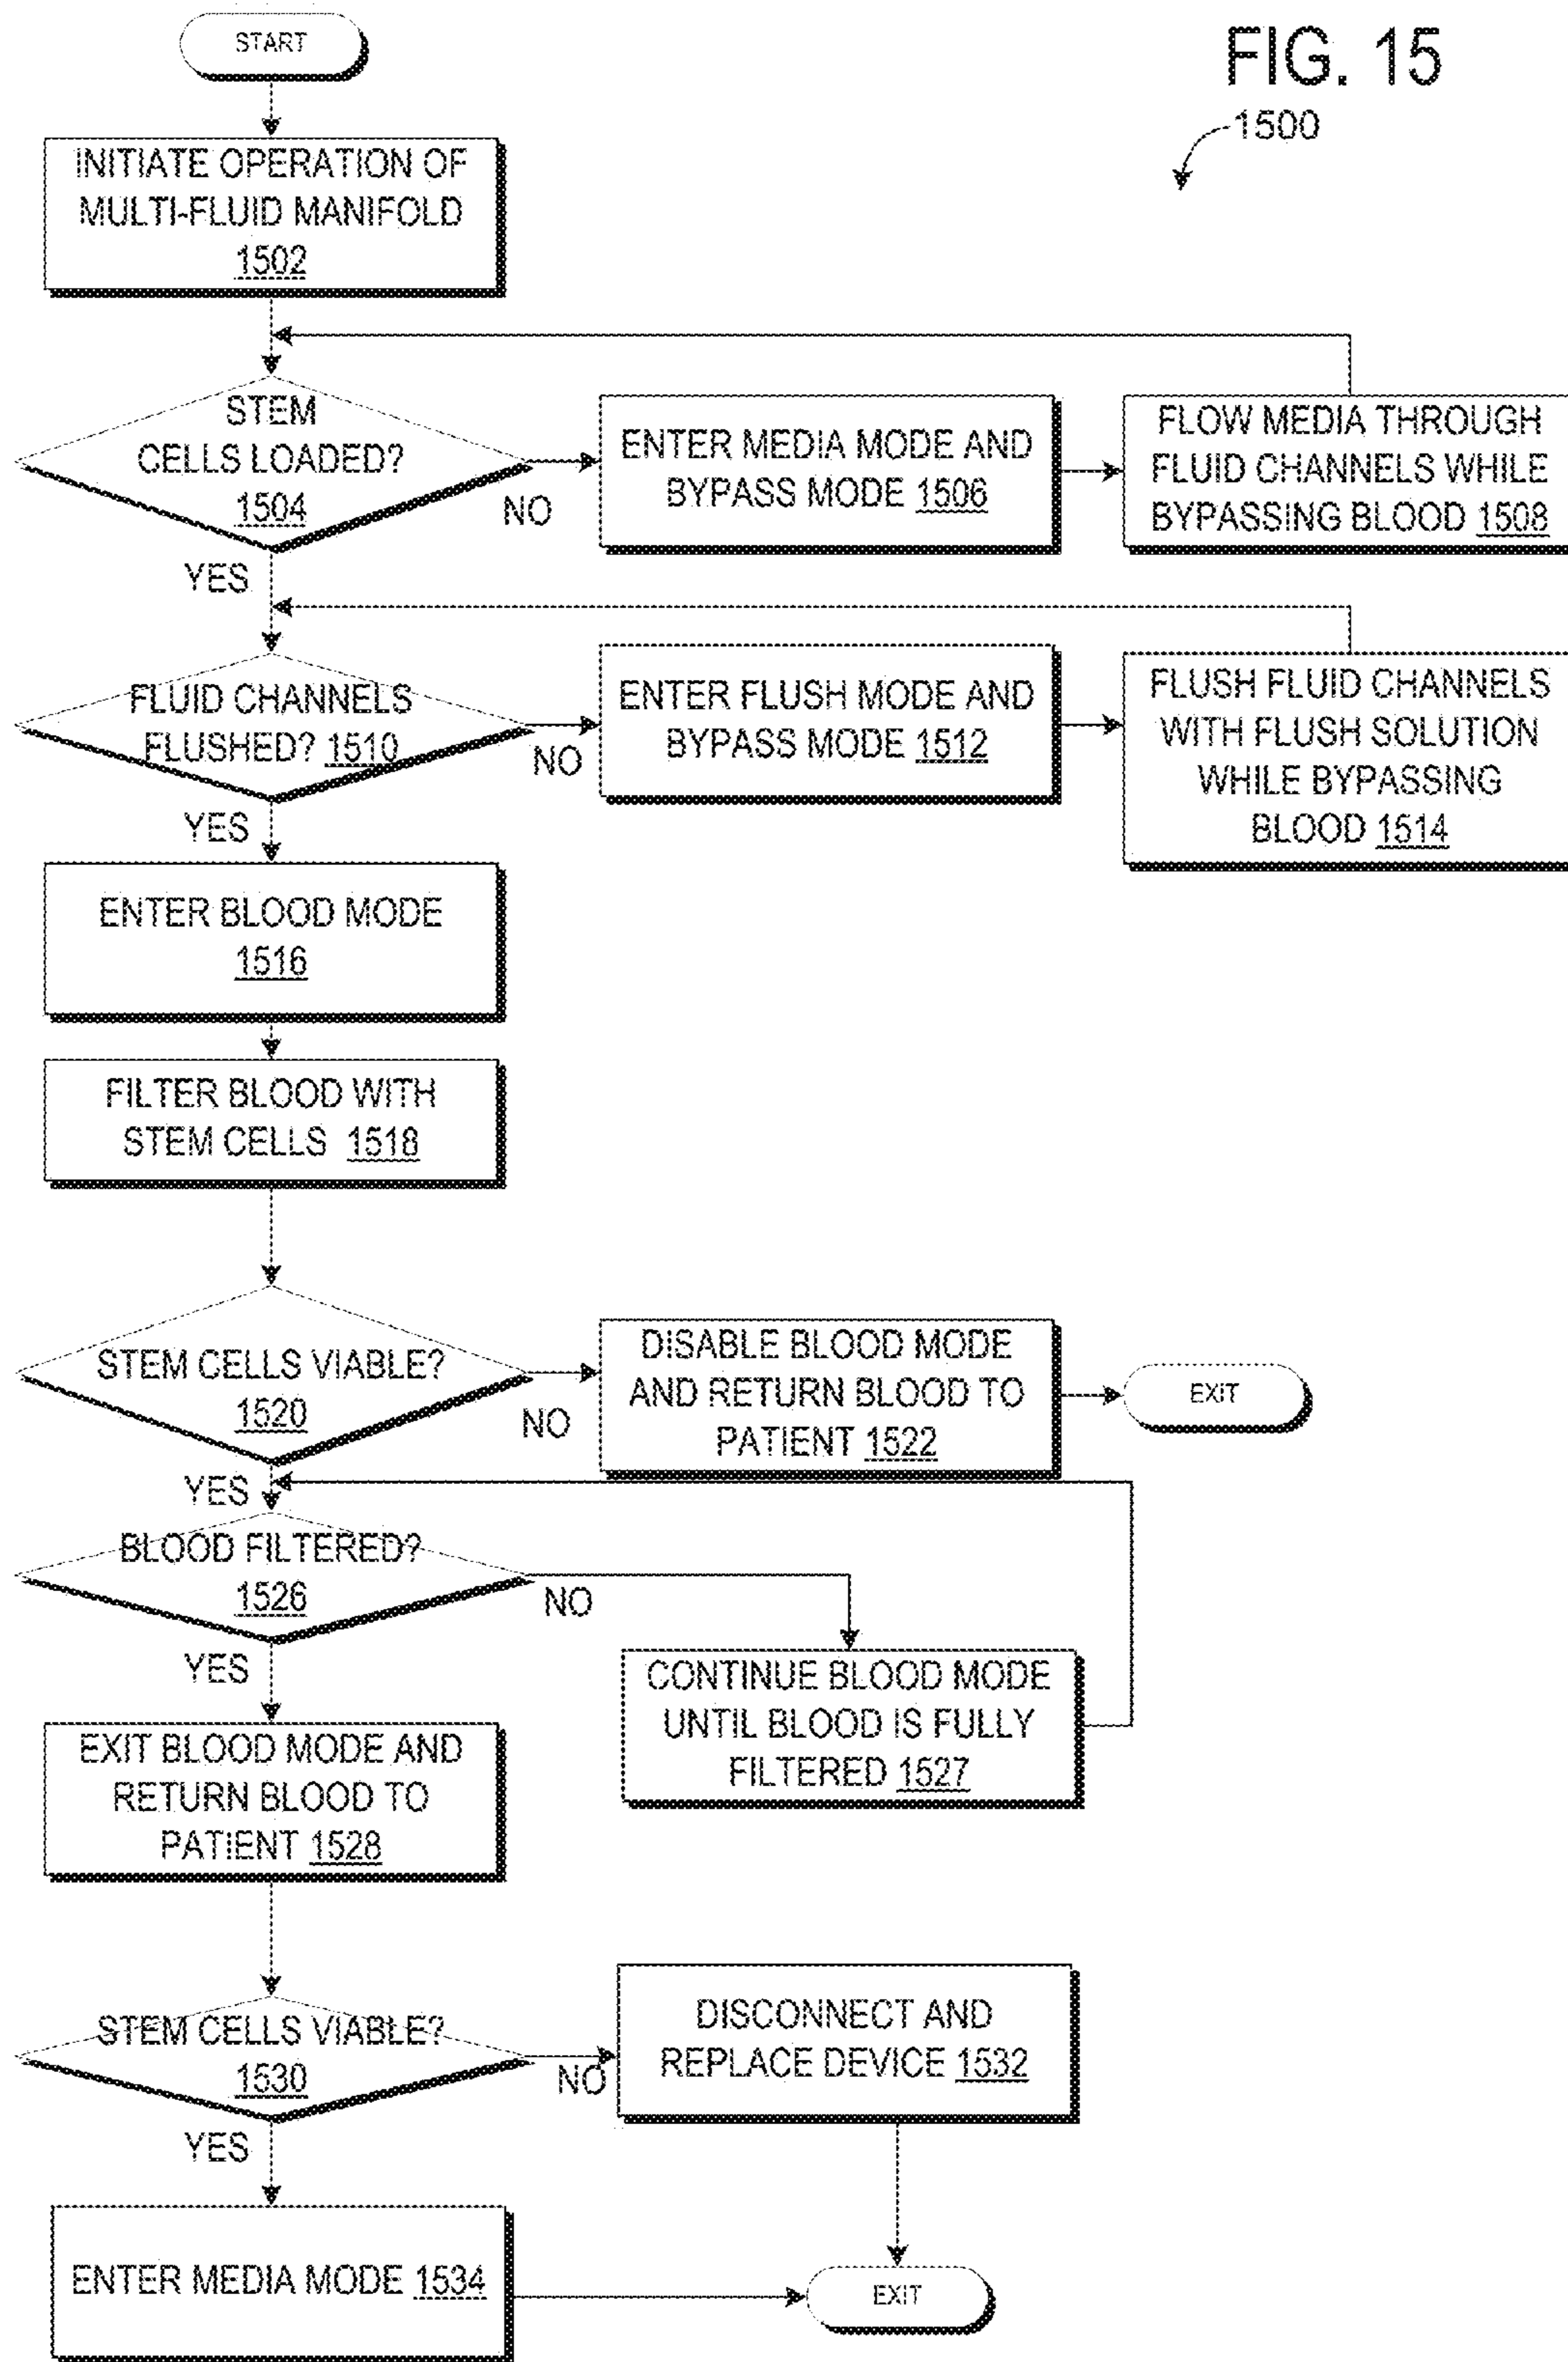 START
FIG. 15
1500
INITIATE OPERATION OF
MULTI-FLUID MANIFOLD
1502
STEM
CELLS LOADED?
1504
NO
ENTER MEDIA MODE AND
BYPASS MODE 1506
FLOW MEDIA THROUGH
FLUID CHANNELS WHILE
BYPASSING BLOOD 1508
YES
FLUID CHANNELS
FLUSHED? 1510
NO
ENTER FLUSH MODE AND
BYPASS MODE 1512
FLUSH FLUID CHANNELS
WITH FLUSH SOLUTION
WHILE BYPASSING
BLOOD 1514
YES
ENTER BLOOD MODE
1516
FILTER BLOOD WITH
STEM CELLS 1518
STEM CELLS VIABLE?
1520
NO
DISABLE BLOOD MODE
AND RETURN BLOOD TO
PATIENT 1522
EXIT
YES
BLOOD FILTERED?
1526
NO
CONTINUE BLOOD MODE
UNTIL BLOOD IS FULLY
FILTERED 1527
YES
EXIT BLOOD MODE AND
RETURN BLOOD TO
PATIENT 1528
STEM CELLS VIABLE?
1530
NO
DISCONNECT AND
REPLACE DEVICE 1532
YES
ENTER MEDIA MODE 1534
EXIT